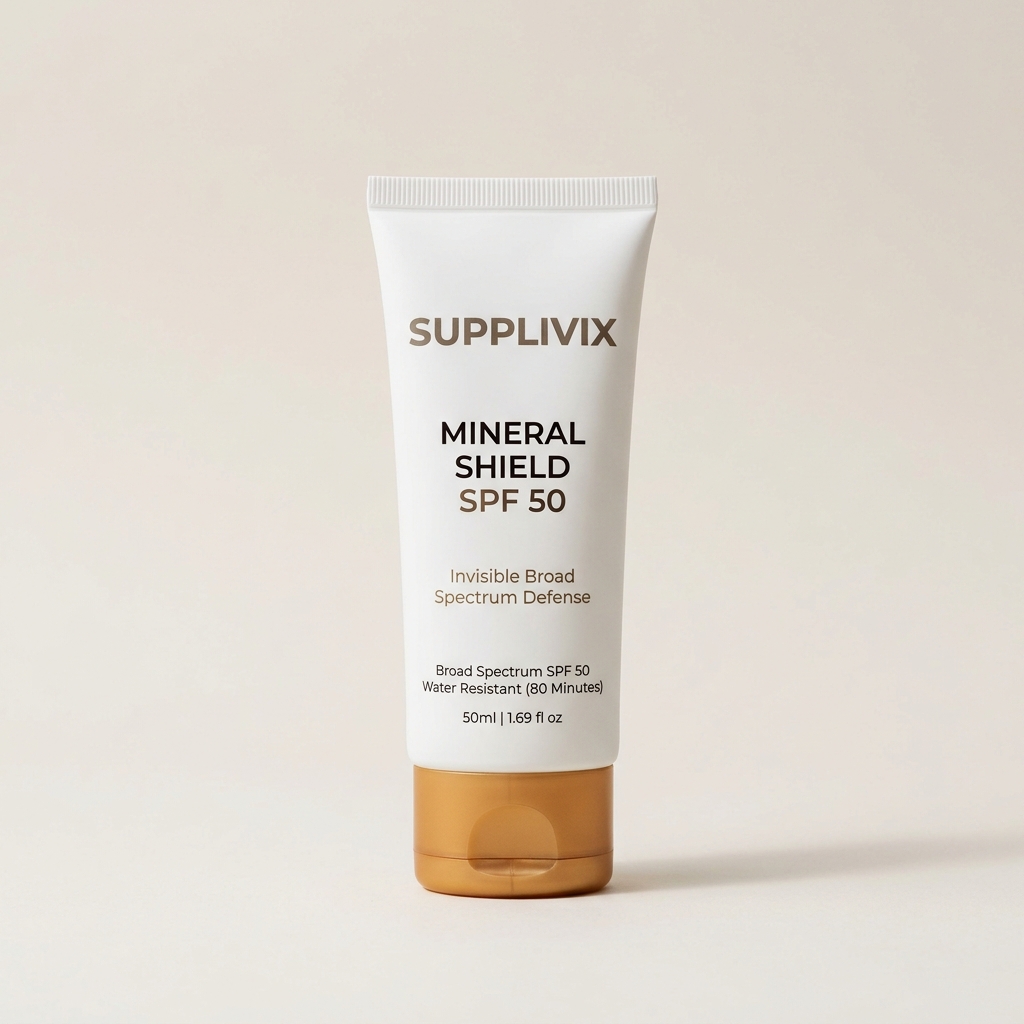 SUPPLIVIX
MINERAL
SHIELD
SPF 50
Invisible Broad
Spectrum Defense
Broad Spectrum SPF 50
Water Resistant (80 Minutes)
50ml | 1.69 fl oz